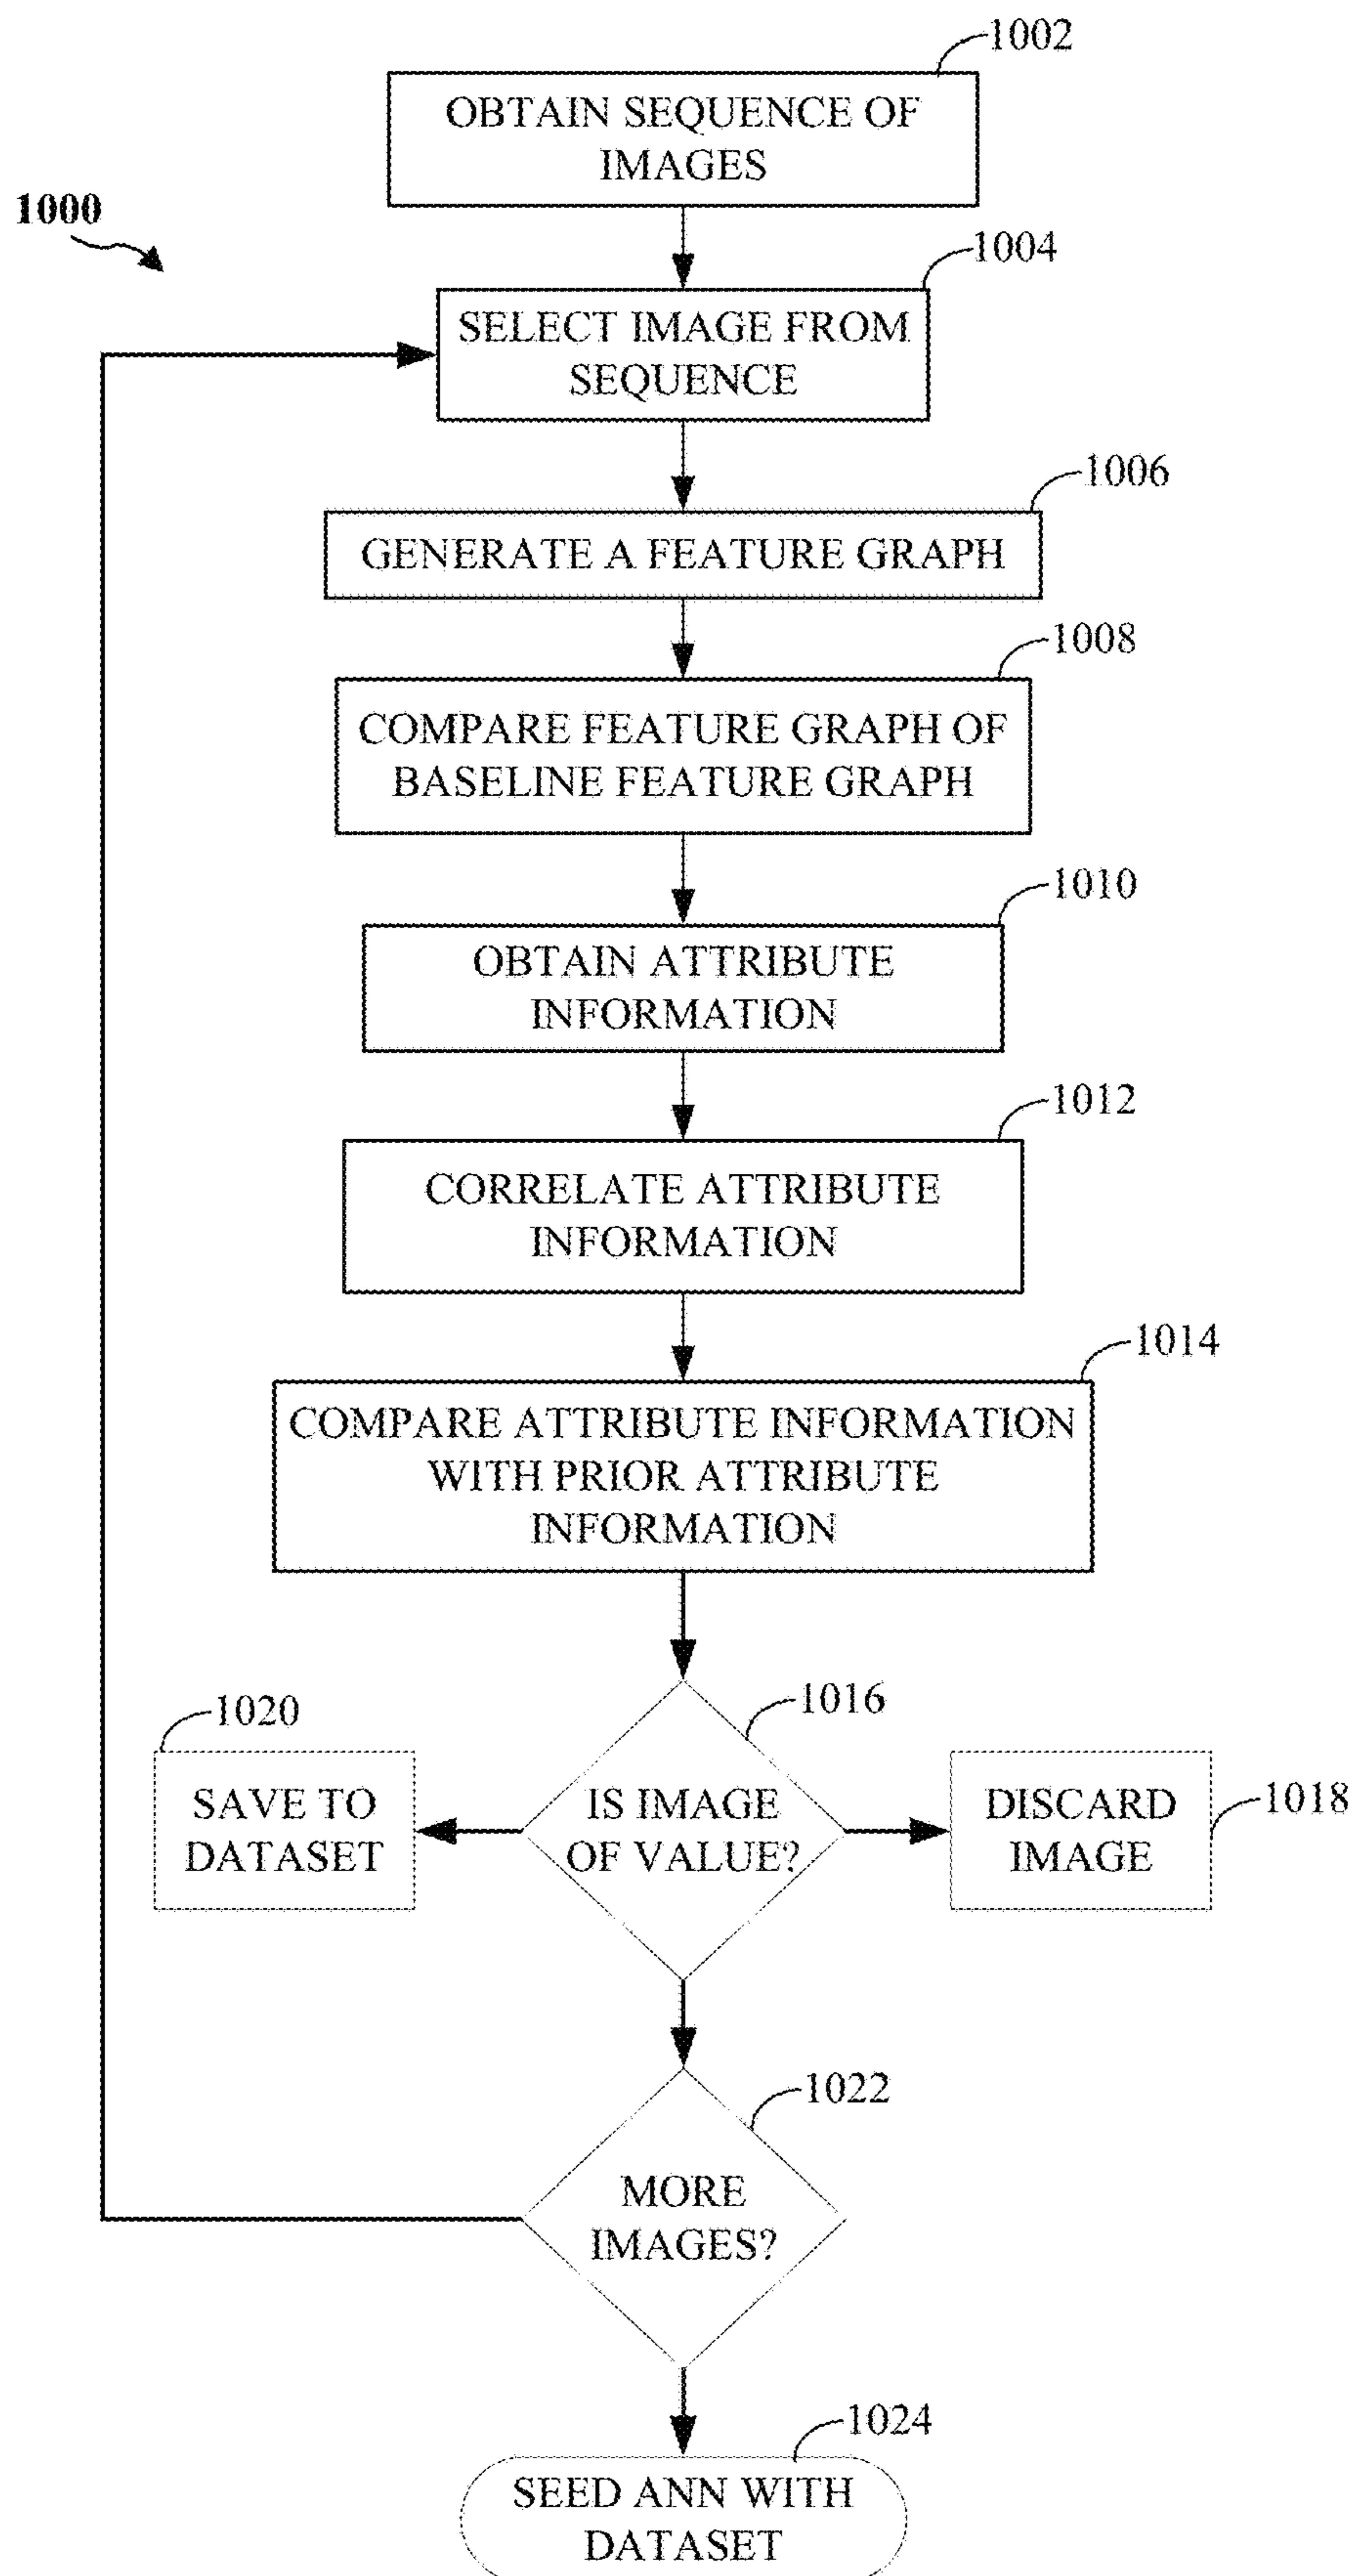 1002
OBTAIN SEQUENCE OF
IMAGES
1000
1004
SELECT IMAGE FROM
SEQUENCE
1006
GENERATE A FEATURE GRAPH
1008
COMPARE FEATURE GRAPH OF
BASELINE FEATURE GRAPH
1010
OBTAIN ATTRIBUTE
INFORMATION
1012
CORRELATE ATTRIBUTE
INFORMATION
1014
COMPARE ATTRIBUTE INFORMATION
WITH PRIOR ATTRIBUTE
INFORMATION
1016
1020
SAVE TO
DATASET
IS IMAGE
OF VALUE?
DISCARD
IMAGE
1018
1022
MORE
IMAGES?
1024
SEED ANN WITH
DATASET